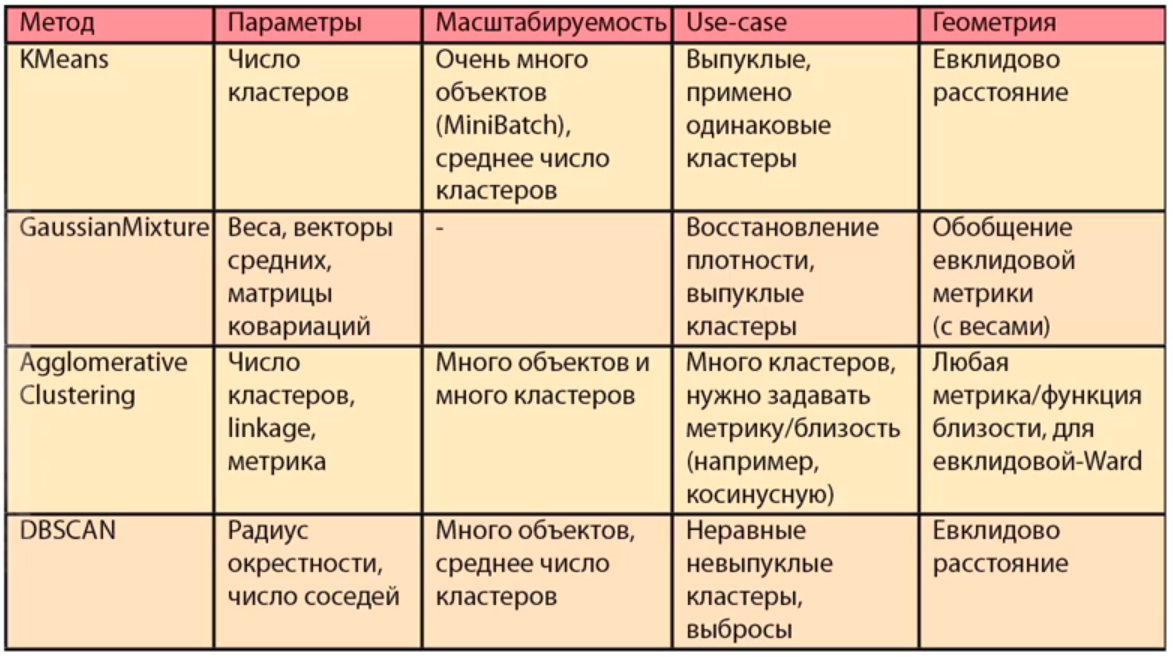 Метод
Параметры
Масштабируемость
Use-case
Геометрия
KMeans
Число
кластеров
Очень много
объектов
(MiniBatch),
среднее число
кластеров
Выпуклые,
примено
одинаковые
кластеры
Евклидово
расстояние
GaussianMixture
Веса, векторы
средних,
матрицы
ковариаций
-
Восстановление
плотности,
выпуклые
кластеры
Обобщение
евклидовой
метрики
(с весами)
Agglomerative
Clustering
Число
кластеров,
linkage,
метрика
Много объектов и
много кластеров
Много кластеров,
нужно задавать
метрику/близость
(например,
косинусную)
Любая
метрика/функция
близости, для
евклидовой-Ward
DBSCAN
Радиус
окрестности,
число соседей
Много объектов,
среднее число
кластеров
Неравные
невыпуклые
кластеры,
выбросы
Евклидово
расстояние